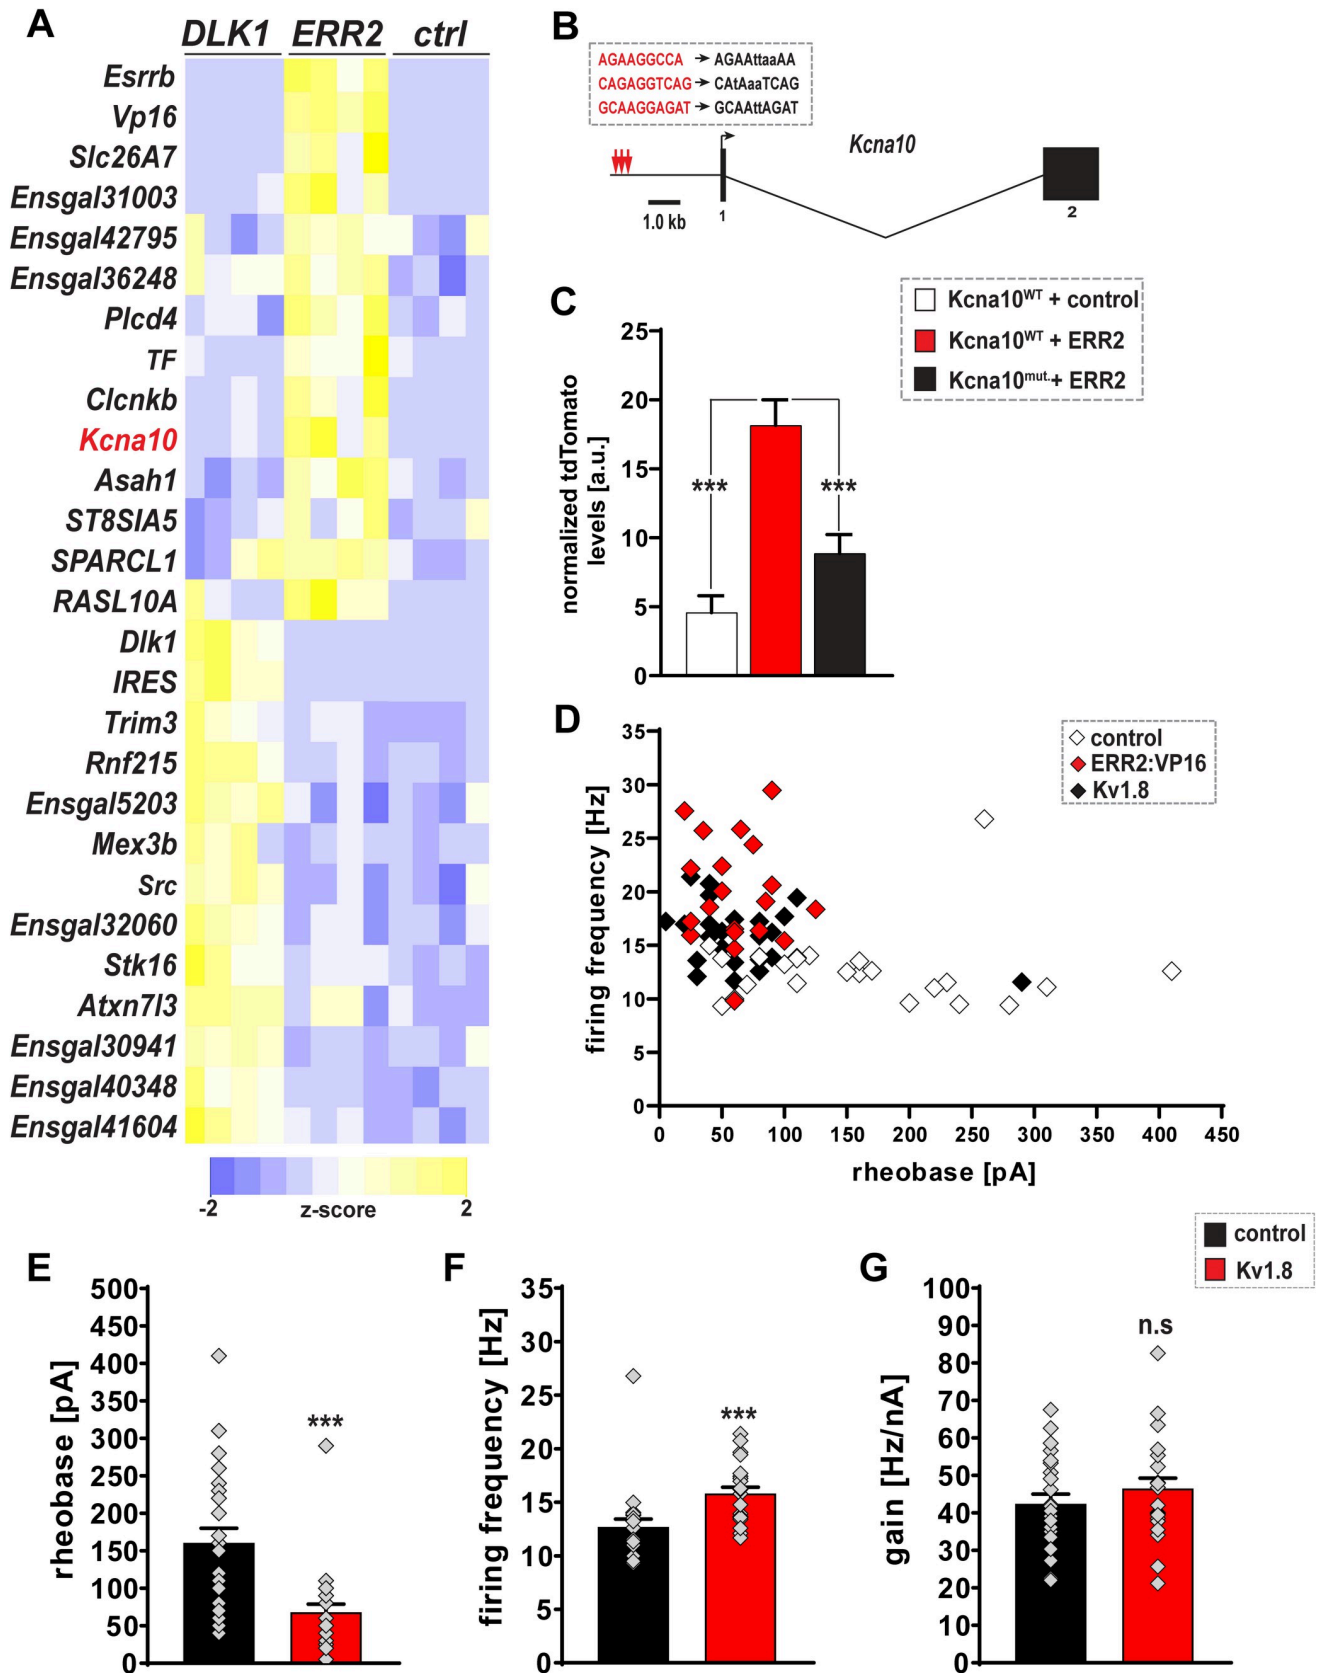 A
DLK1 ERR2 ctrl
Esrrb
Vp16
Slc26A7
Ensgal31003
Ensgal42795
Ensgal36248
Plcd4
TF
Clcnkb
Kcna10
Asah1
ST8SIA5
SPARCL1
RASL10A
Dlk1
IRES
Trim3
Rnf215
Ensgal5203
Mex3b
Src
Ensgal32060
Stk16
Atxn7l3
Ensgal30941
Ensgal40348
Ensgal41604
-2 z-score 2
B
AGAAGGCCA → AGAAttaaAA
CAGAGGTCAG → CAtAaaTCAG
GCAAGGAGAT → GCAAttAGAT
Kcna10
1.0 kb
1
2
C
Kcna10WT + control
Kcna10WT + ERR2
Kcna10mut.+ ERR2
normalized tdTomato
levels [a.u.]
25
20
15
10
5
0
***
***
D
control
ERR2:VP16
Kv1.8
firing frequency [Hz]
35
30
25
20
15
10
5
0
0 50 100 150 200 250 300 350 400 450
rheobase [pA]
control
Kv1.8
E
rheobase [pA]
500
450
400
350
300
250
200
150
100
50
0
***
F
firing frequency [Hz]
35
30
25
20
15
10
5
0
***
G
gain [Hz/nA]
100
90
80
70
60
50
40
30
20
10
0
n.s